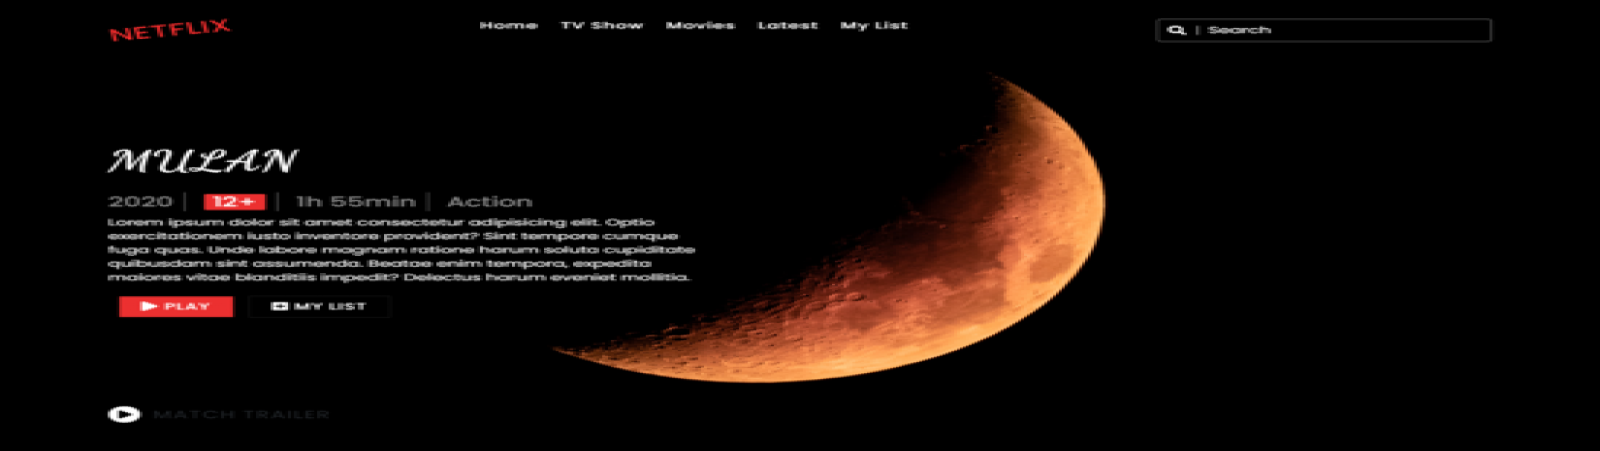 NETFLIX
Home TV Show Movies Latest My List
Search
MULAN
2020 | 12+ | 1h 55min | Action
Lorem ipsum dolor sit amet consectetur adipisicing elit. Optio
exercitationem iusto inventore provident? Sint tempore cumque
fuga quas. Unde labore magnam ratione harum soluta cupiditate
quibusdam sint assumenda. Beatae enim tempora, expedita
maiores vitae blanditiis impedit? Delectus harum eveniet mollitia.
PLAY MY LIST
MATCH TRAILER